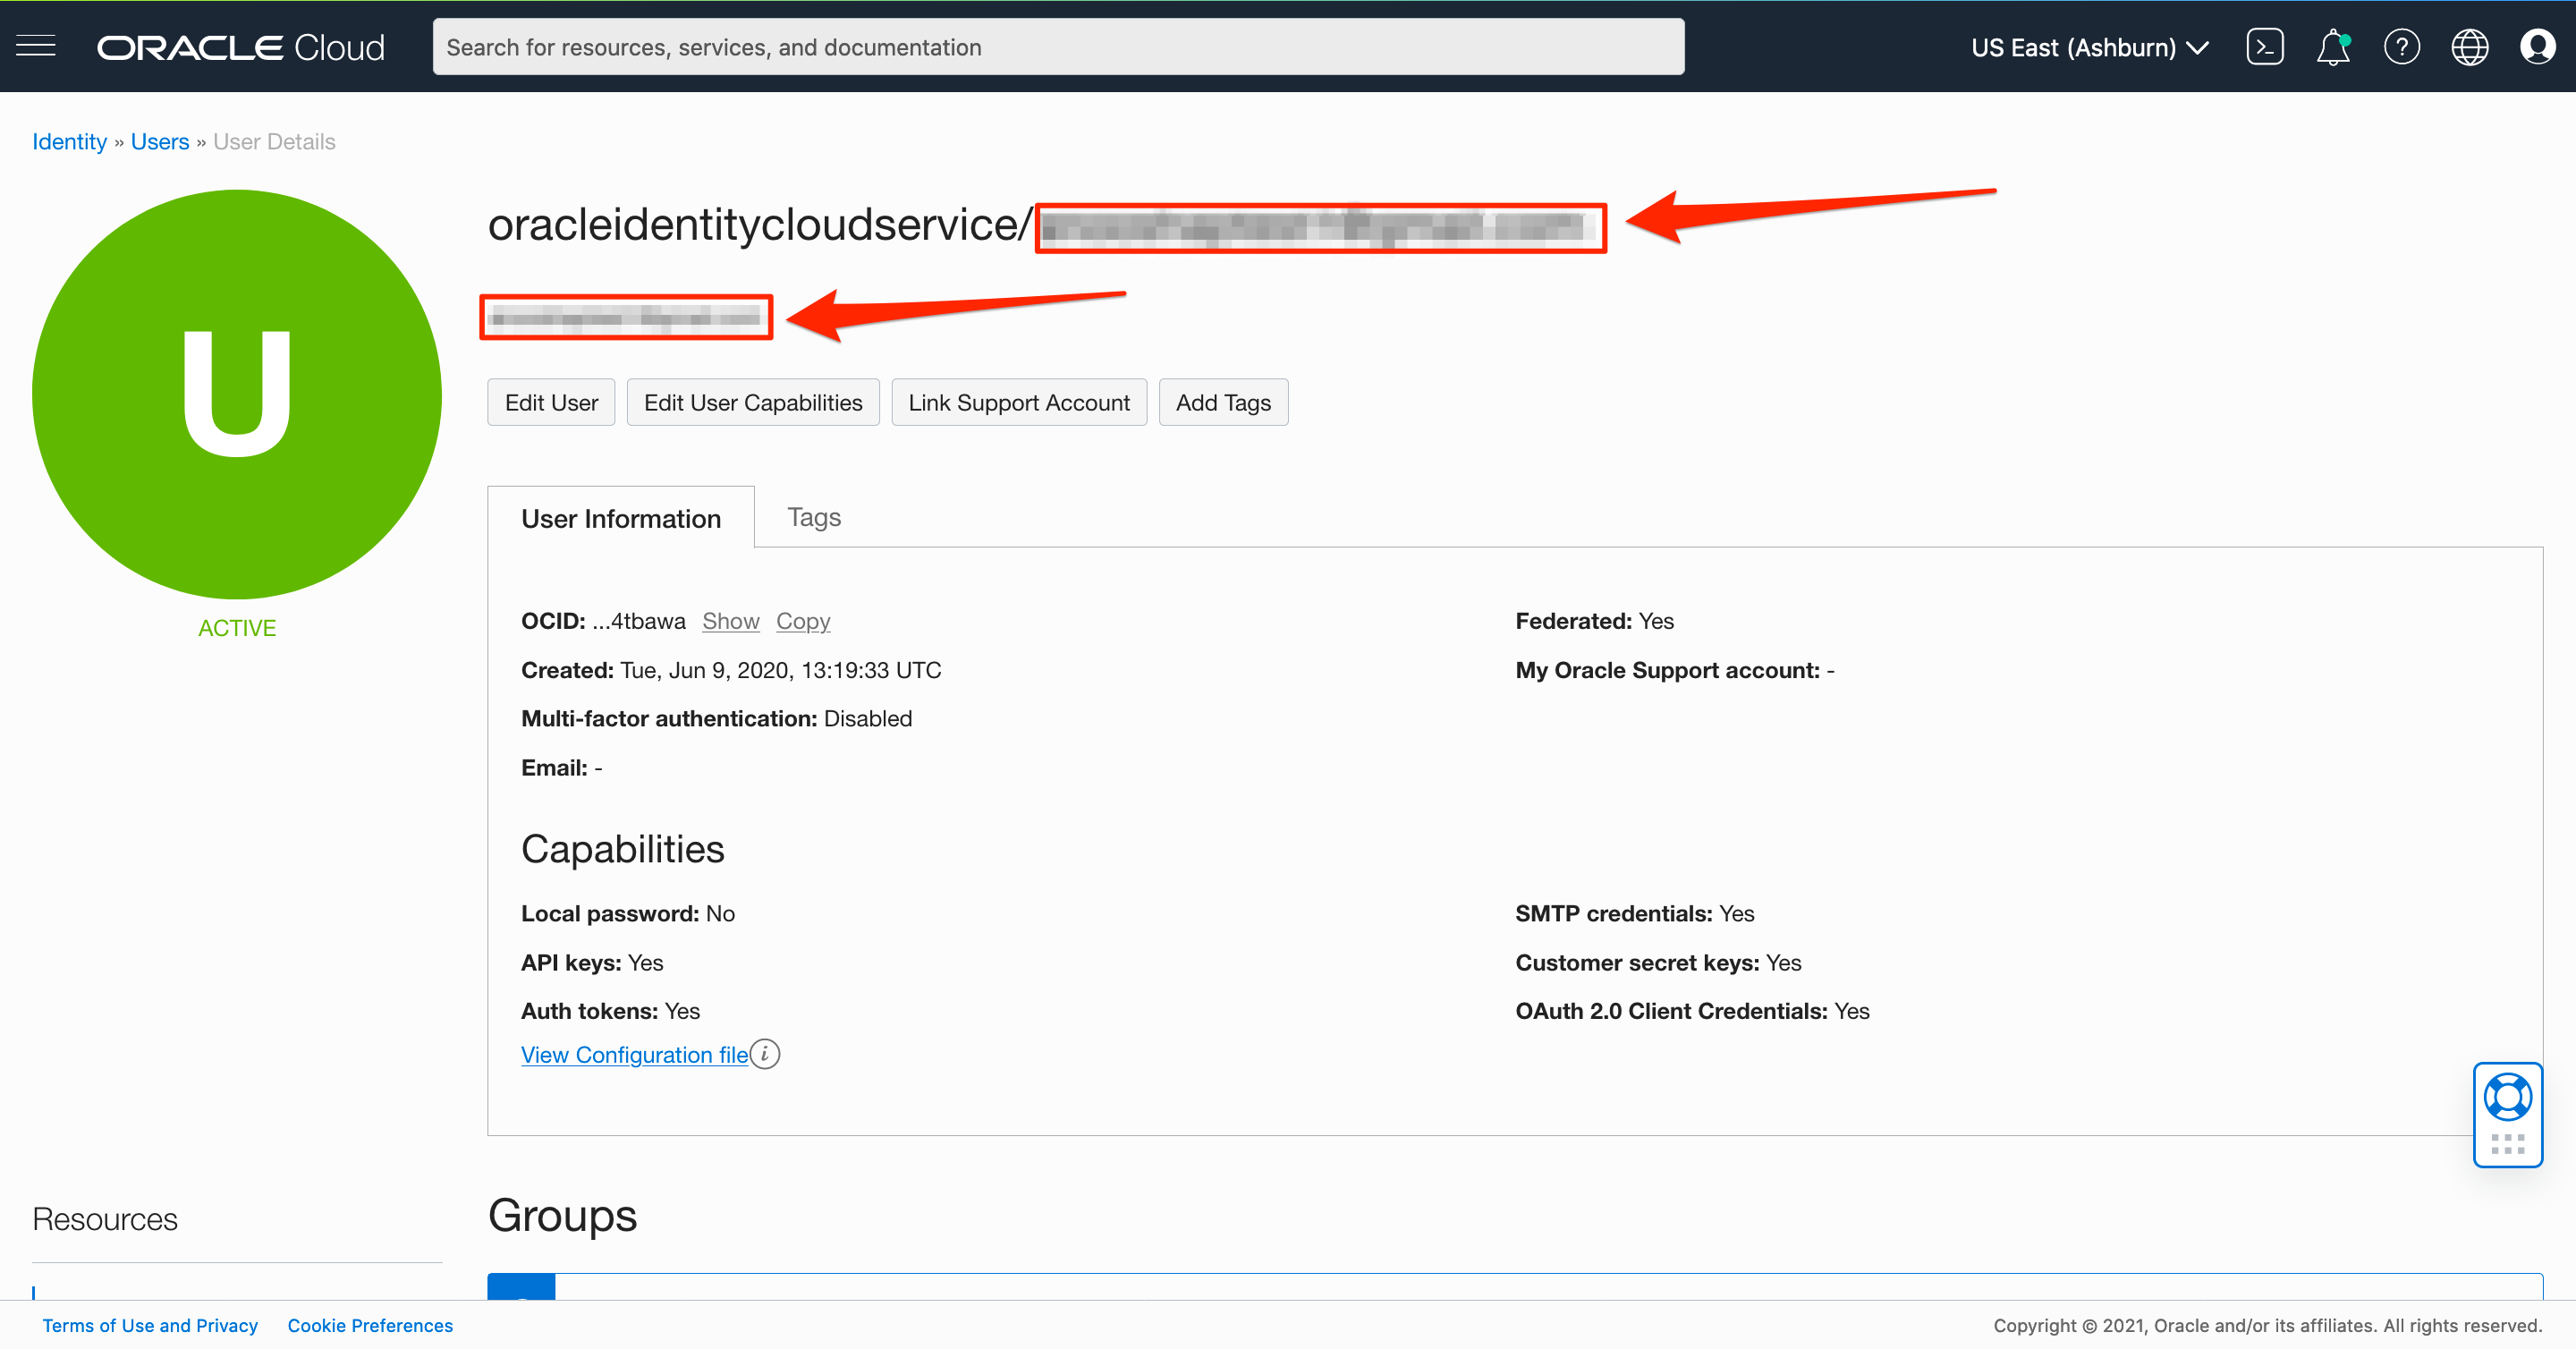 ORACLE Cloud
Search for resources, services, and documentation
US East (Ashburn)
Identity » Users » User Details
U
ACTIVE
oracleidentitycloudservice/
Edit User
Edit User Capabilities
Link Support Account
Add Tags
User Information
Tags
OCID: ...4tbawa Show Copy
Created: Tue, Jun 9, 2020, 13:19:33 UTC
Multi-factor authentication: Disabled
Email: -
Federated: Yes
My Oracle Support account: -
Capabilities
Local password: No
API keys: Yes
Auth tokens: Yes
View Configuration file
SMTP credentials: Yes
Customer secret keys: Yes
OAuth 2.0 Client Credentials: Yes
Resources
Groups
Terms of Use and Privacy
Cookie Preferences
Copyright © 2021, Oracle and/or its affiliates. All rights reserved.